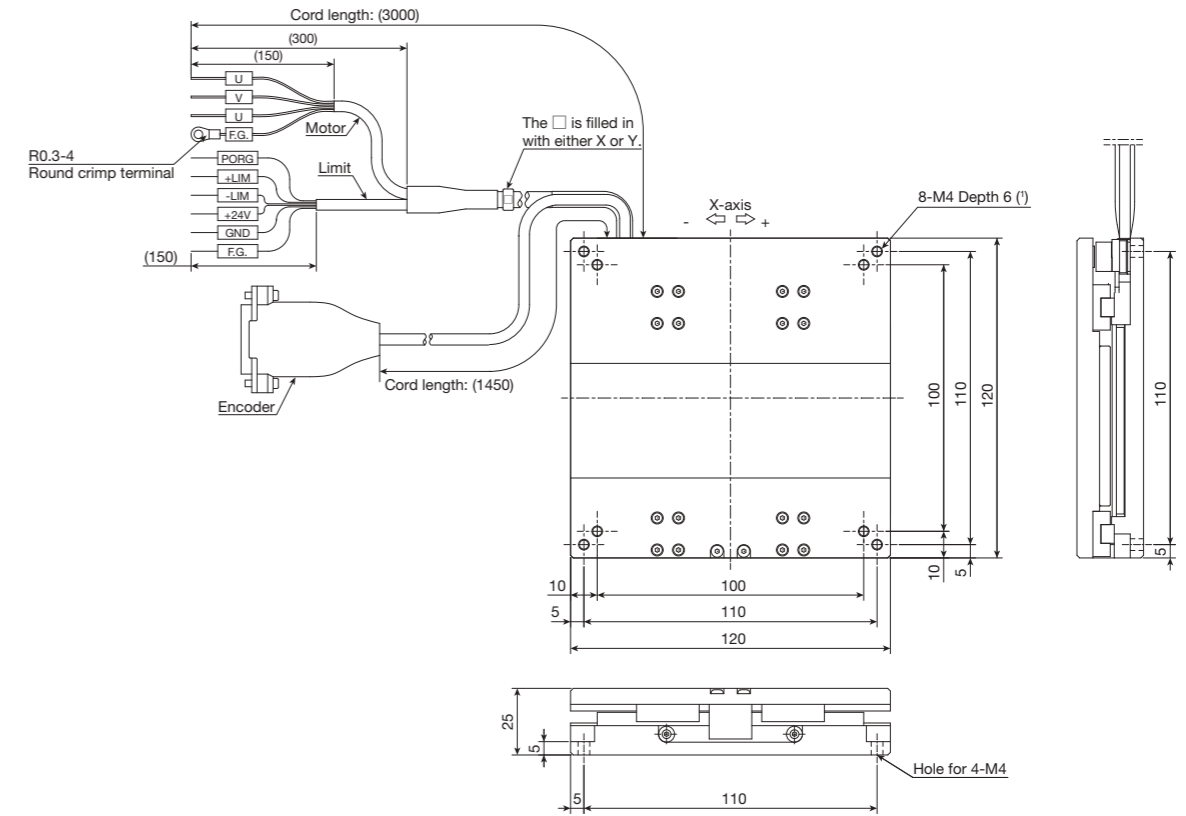 Cord length: (3000)
(300)
(150)
U
V
U
F.G.
Motor
The □ is filled in
with either X or Y.
R0.3-4
Round crimp terminal
PORG
+LIM
-LIM
+24V
GND
F.G.
Limit
(150)
X-axis
- +
8-M4 Depth 6 (¹)
Cord length: (1450)
Encoder
100
110
120
10
5
110
5
10
100
5
110
120
25
5
Hole for 4-M4
5
110